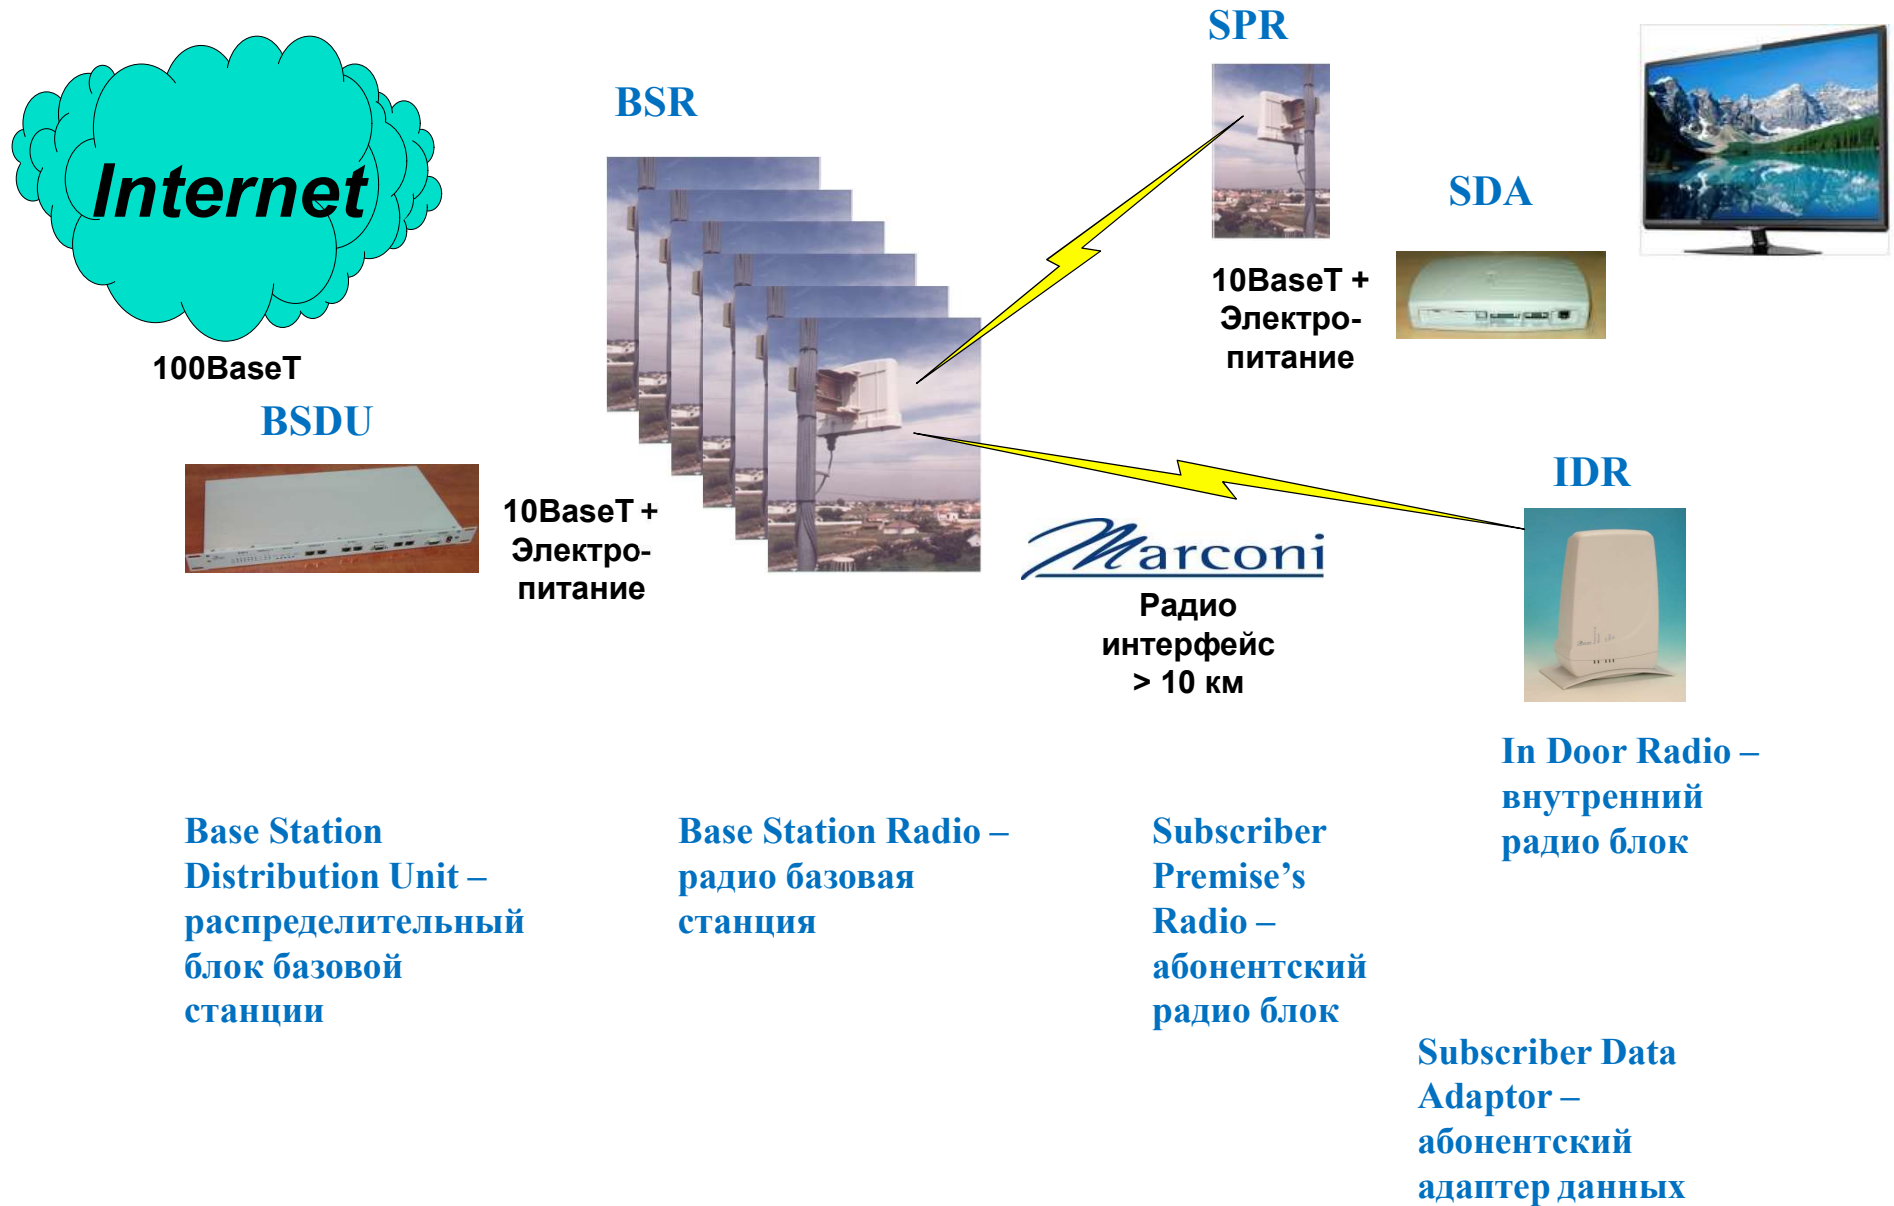 SPR
BSR
Internet
SDA
10BaseT +
Электро-
питание
100BaseT
BSDU
IDR
10BaseT +
Электро-
питание
Marconi
Радио
интерфейс
> 10 км
In Door Radio –
внутренний
радио блок
Base Station
Distribution Unit –
распределительный
блок базовой
станции
Base Station Radio –
радио базовая
станция
Subscriber
Premise’s
Radio –
абонентский
радио блок
Subscriber Data
Adaptor –
абонентский
адаптер данных